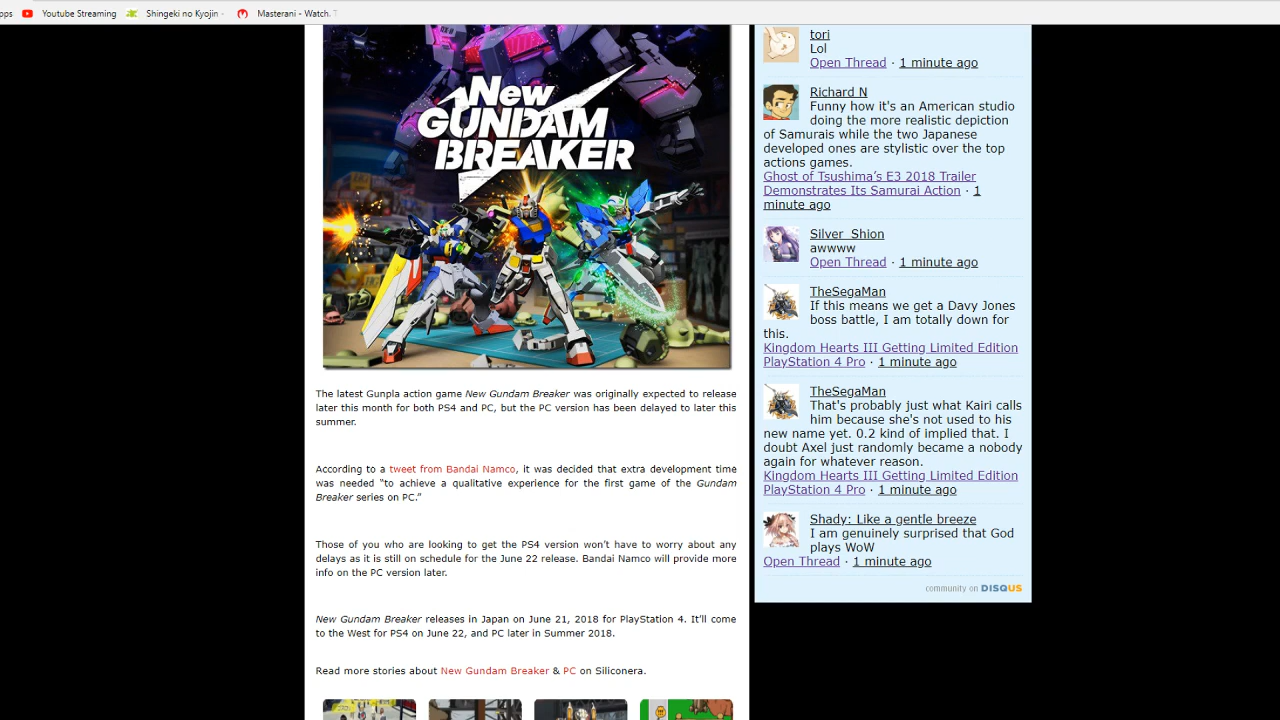 pps
Youtube Streaming
Shingeki no Kyojin
Masterani - Watch.
New
GUNDAM
BREAKER
The latest Gunpla action game New Gundam Breaker was originally expected to release
later this month for both PS4 and PC, but the PC version has been delayed to later this
summer.
According to a tweet from Bandai Namco, it was decided that extra development time
was needed “to achieve a qualitative experience for the first game of the Gundam
Breaker series on PC.”
Those of you who are looking to get the PS4 version won’t have to worry about any
delays as it is still on schedule for the June 22 release. Bandai Namco will provide more
info on the PC version later.
New Gundam Breaker releases in Japan on June 21, 2018 for PlayStation 4. It’ll come
to the West for PS4 on June 22, and PC later in Summer 2018.
Read more stories about New Gundam Breaker & PC on Siliconera.
tori
Lol
Open Thread · 1 minute ago
Richard N
Funny how it's an American studio
doing the more realistic depiction
of Samurais while the two Japanese
developed ones are stylistic over the top
actions games.
Ghost of Tsushima’s E3 2018 Trailer
Demonstrates Its Samurai Action · 1
minute ago
Silver_Shion
awwww
Open Thread · 1 minute ago
TheSegaMan
If this means we get a Davy Jones
boss battle, I am totally down for
this.
Kingdom Hearts III Getting Limited Edition
PlayStation 4 Pro · 1 minute ago
TheSegaMan
That's probably just what Kairi calls
him because she's not used to his
new name yet. 0.2 kind of implied that. I
doubt Axel just randomly became a nobody
again for whatever reason.
Kingdom Hearts III Getting Limited Edition
PlayStation 4 Pro · 1 minute ago
Shady: Like a gentle breeze
I am genuinely surprised that God
plays WoW
Open Thread · 1 minute ago
community on DISQUS